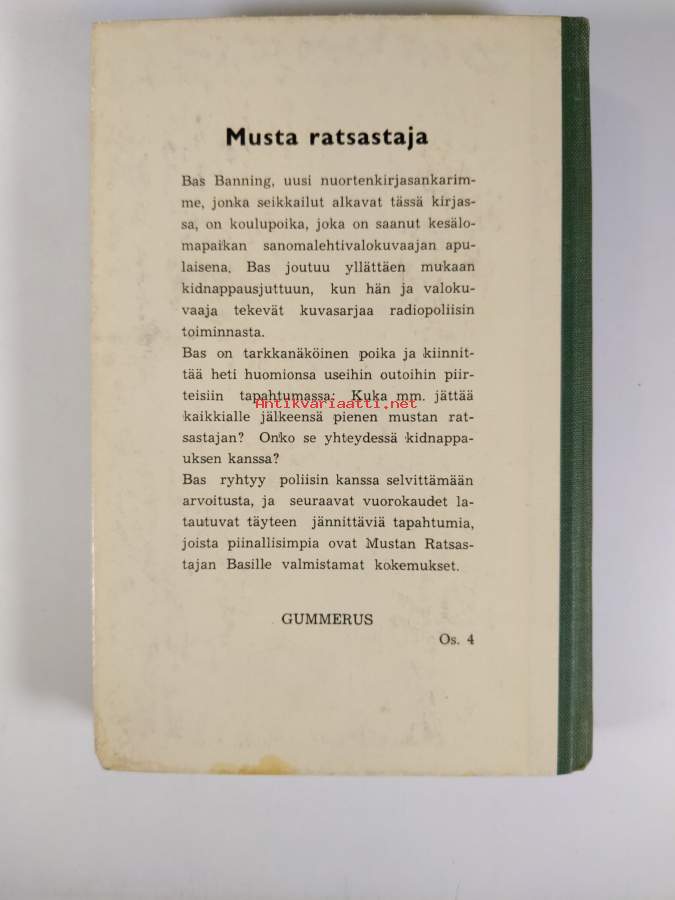 Musta ratsastaja
Bas Banning, uusi nuortenkirjasankarim-
me, jonka seikkailut alkavat tässä kirjas-
sa, on koulupoika, joka on saanut kesälo-
mapaikan sanomalehtivalokuvaajan apu-
laisena. Bas joutuu yllättäen mukaan
kidnappausjuttuun, kun hän ja valoku-
vaaja tekevät kuvasarjaa radiopoliisin
toiminnasta.
Bas on tarkkanäköinen poika ja kiinnit-
tää heti huomionsa useihin outoihin piir-
teisiin tapahtumassa: Kuka mm. jättää
Antikvariaatti.net
kaikkialle jälkeensä pienen mustan rat-
sastajan? Onko se yhteydessä kidnappa-
uksen kanssa?
Bas ryhtyy poliisin kanssa selvittämään
arvoitusta, ja seuraavat vuorokaudet la-
tautuvat täyteen jännittäviä tapahtumia,
joista piinallisimpia ovat Mustan Ratsas-
tajan Basille valmistamat kokemukset.
GUMMERUS
Os. 4